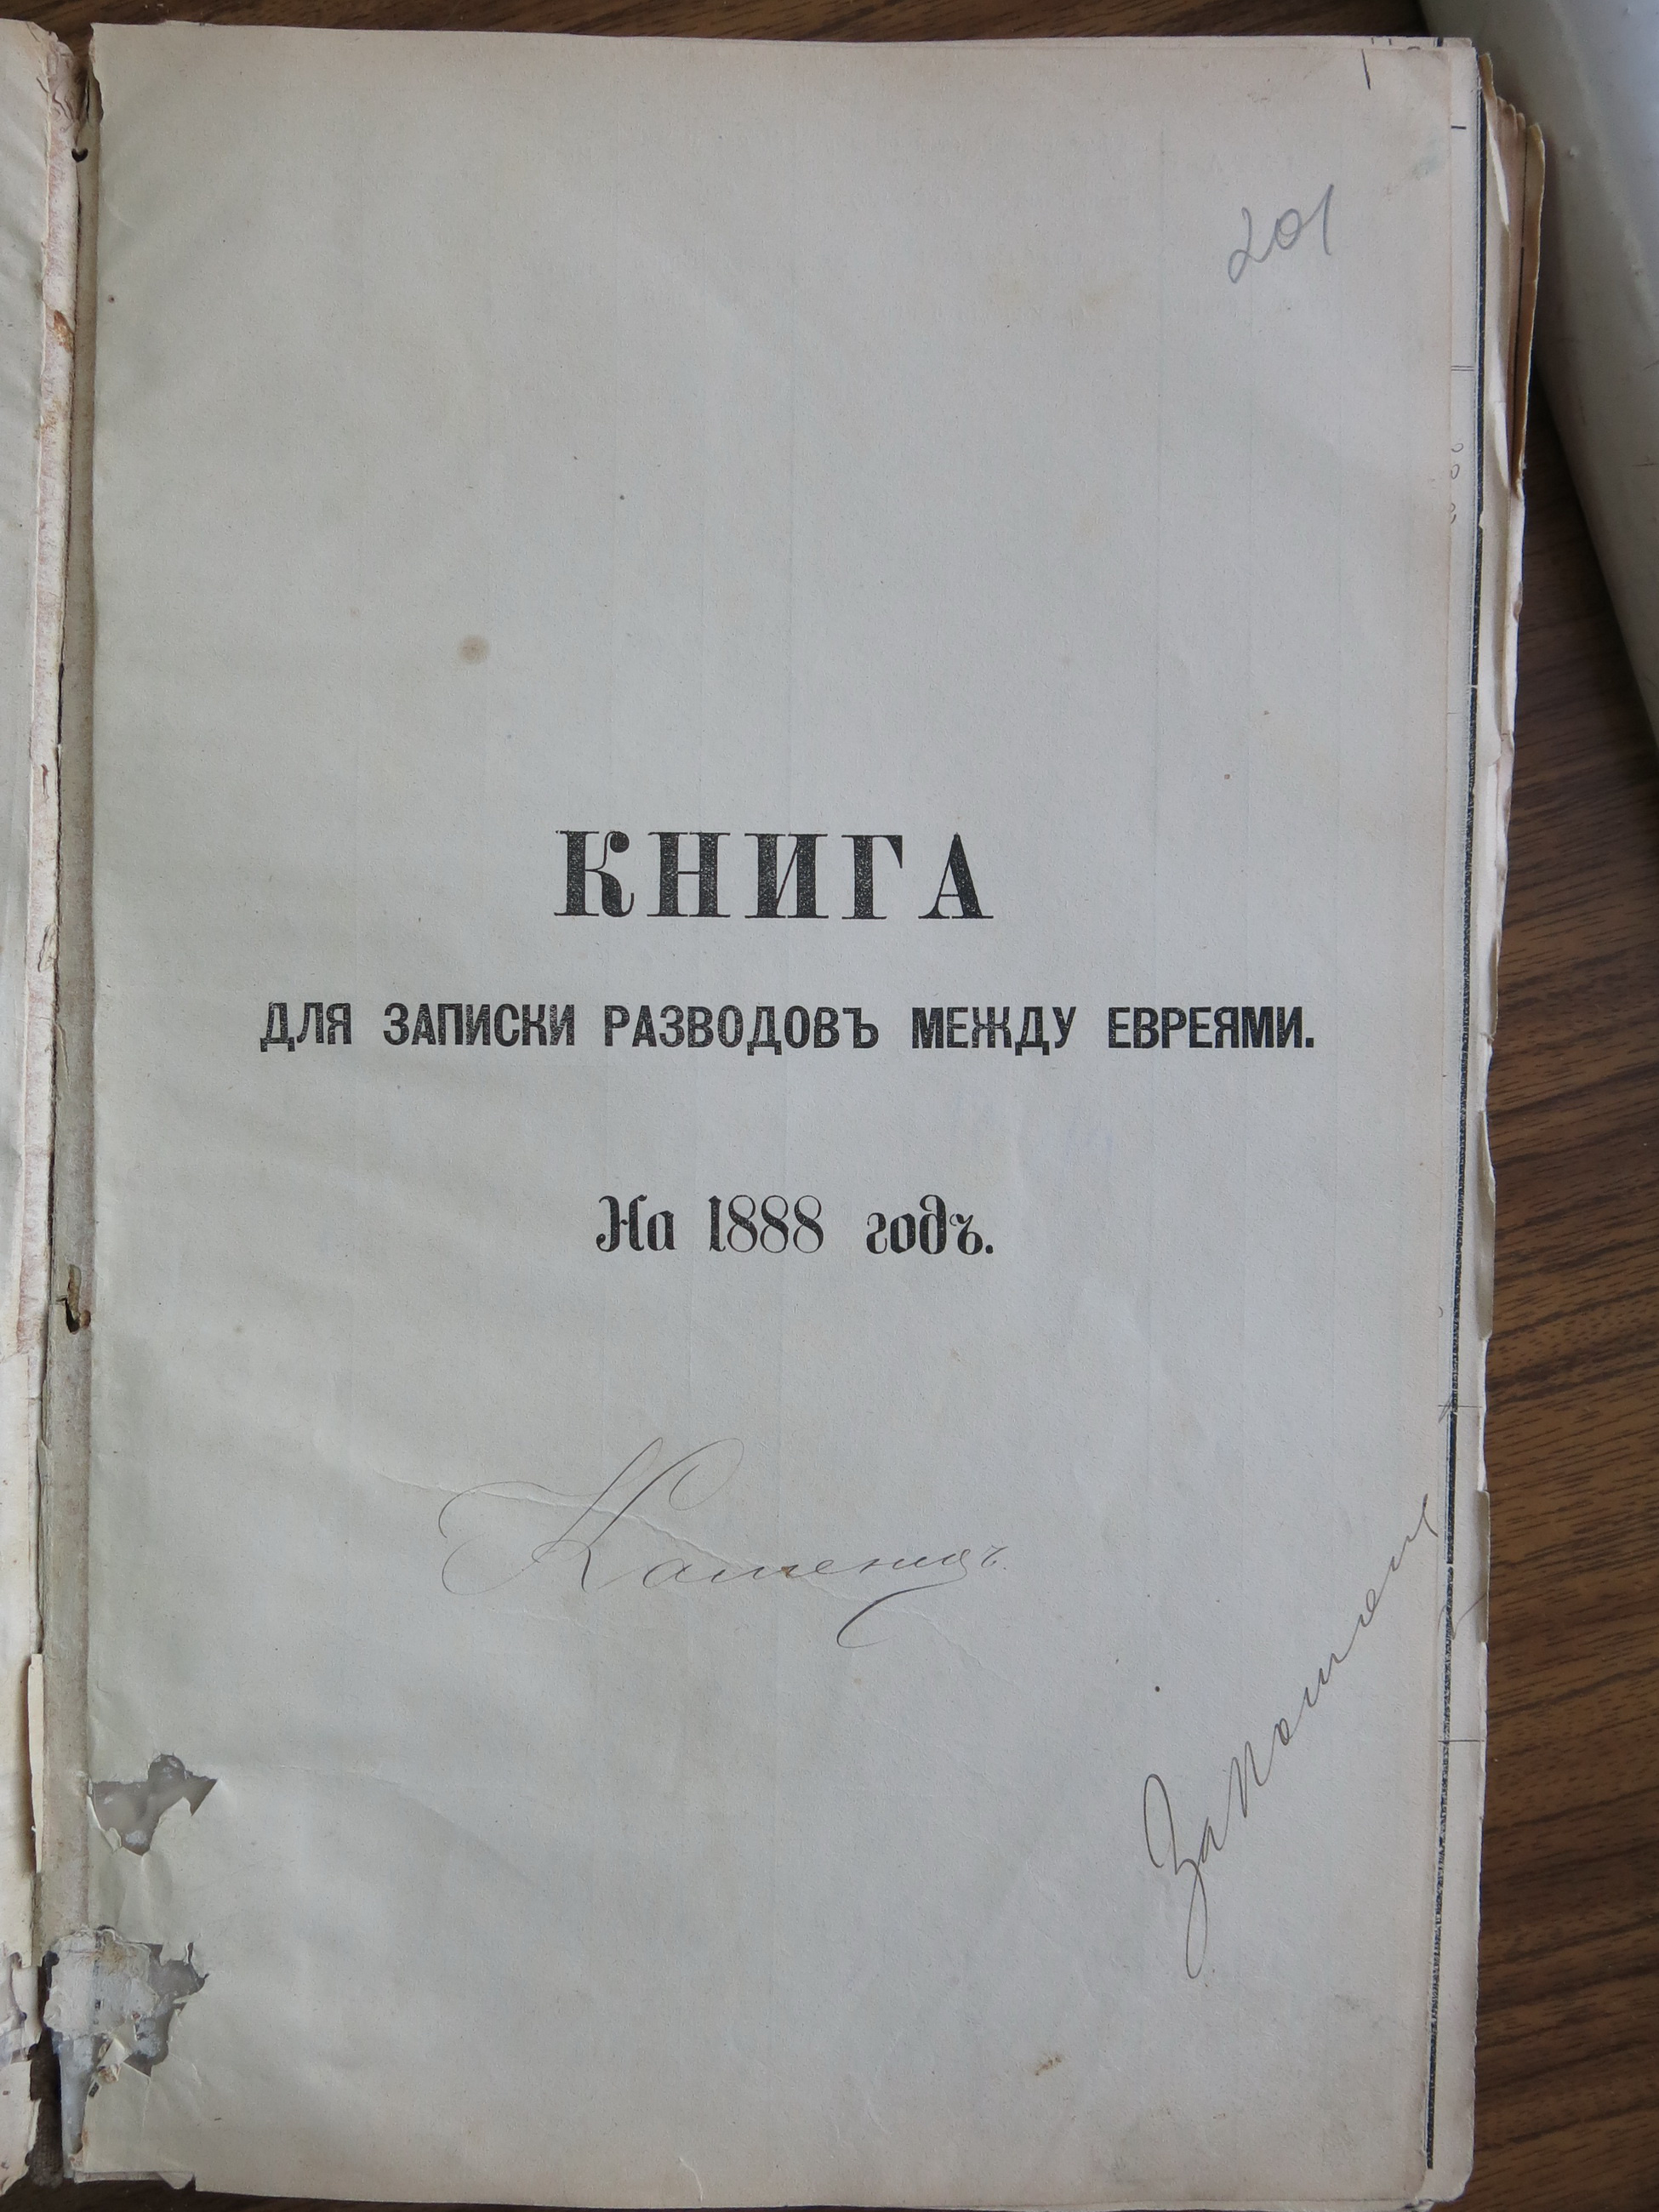 201
КНИГА
ДЛЯ ЗАПИСКИ РАЗВОДОВЪ МЕЖДУ ЕВРЕЯМИ.
На 1888 годъ.
Каменецъ.